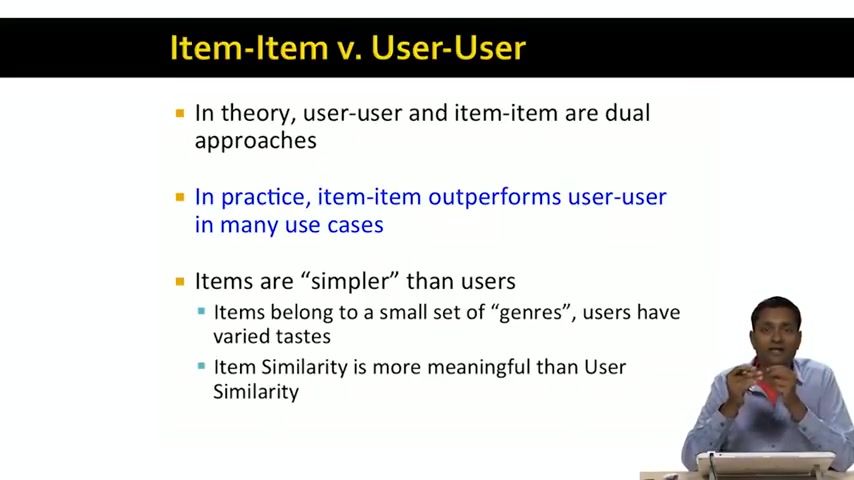 Item-Item v. User-User
In theory, user-user and item-item are dual
approaches
In practice, item-item outperforms user-user
in many use cases
Items are “simpler” than users
Items belong to a small set of “genres”, users have
varied tastes
Item Similarity is more meaningful than User
Similarity